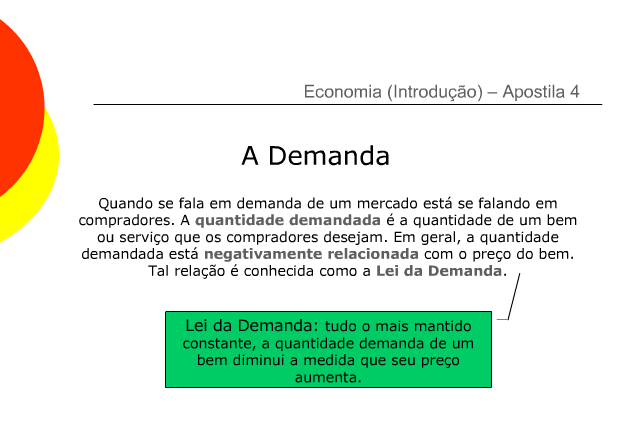 Economia (Introdução) – Apostila 4
A Demanda
Quando se fala em demanda de um mercado está se falando em
compradores. A quantidade demandada é a quantidade de um bem
ou serviço que os compradores desejam. Em geral, a quantidade
demandada está negativamente relacionada com o preço do bem.
Tal relação é conhecida como a Lei da Demanda.
Lei da Demanda: tudo o mais mantido
constante, a quantidade demanda de um
bem diminui a medida que seu preço
aumenta.